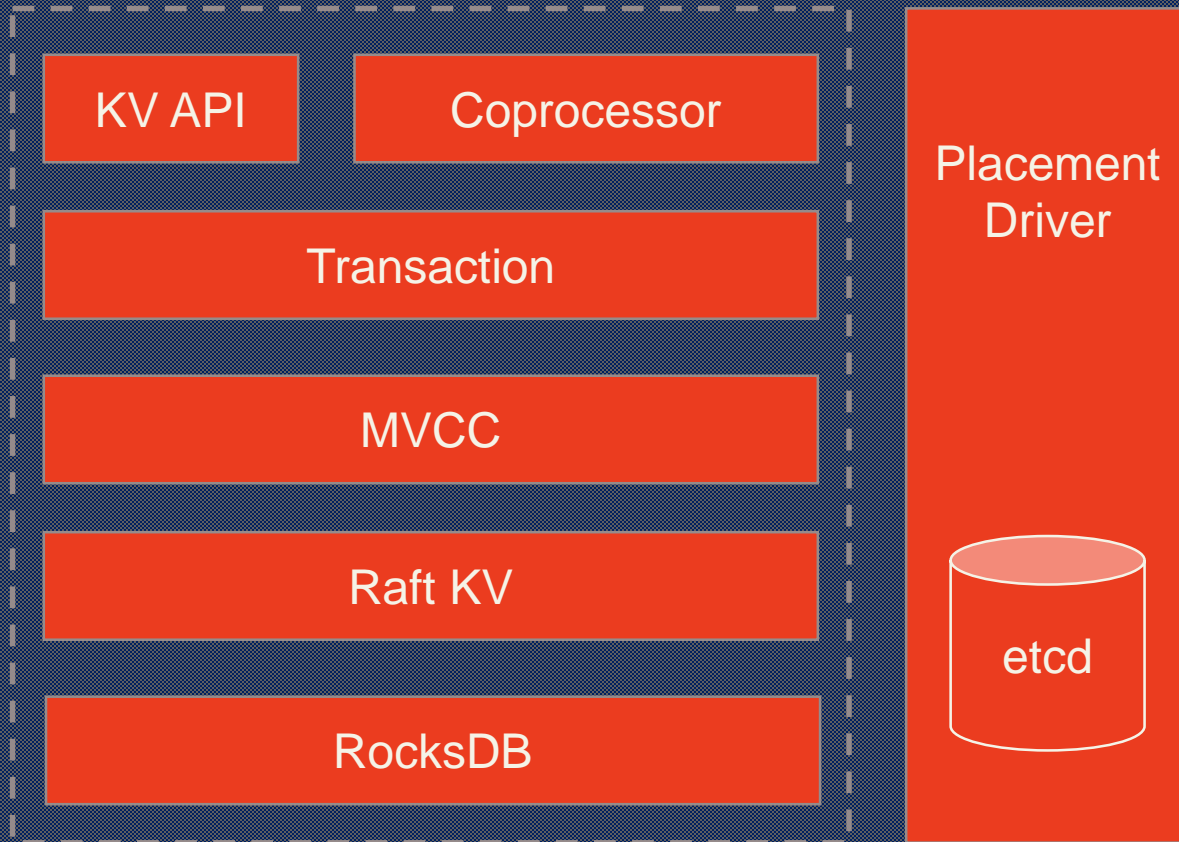 KV API
Coprocessor
Transaction
MVCC
Raft KV
RocksDB
Placement
Driver
etcd